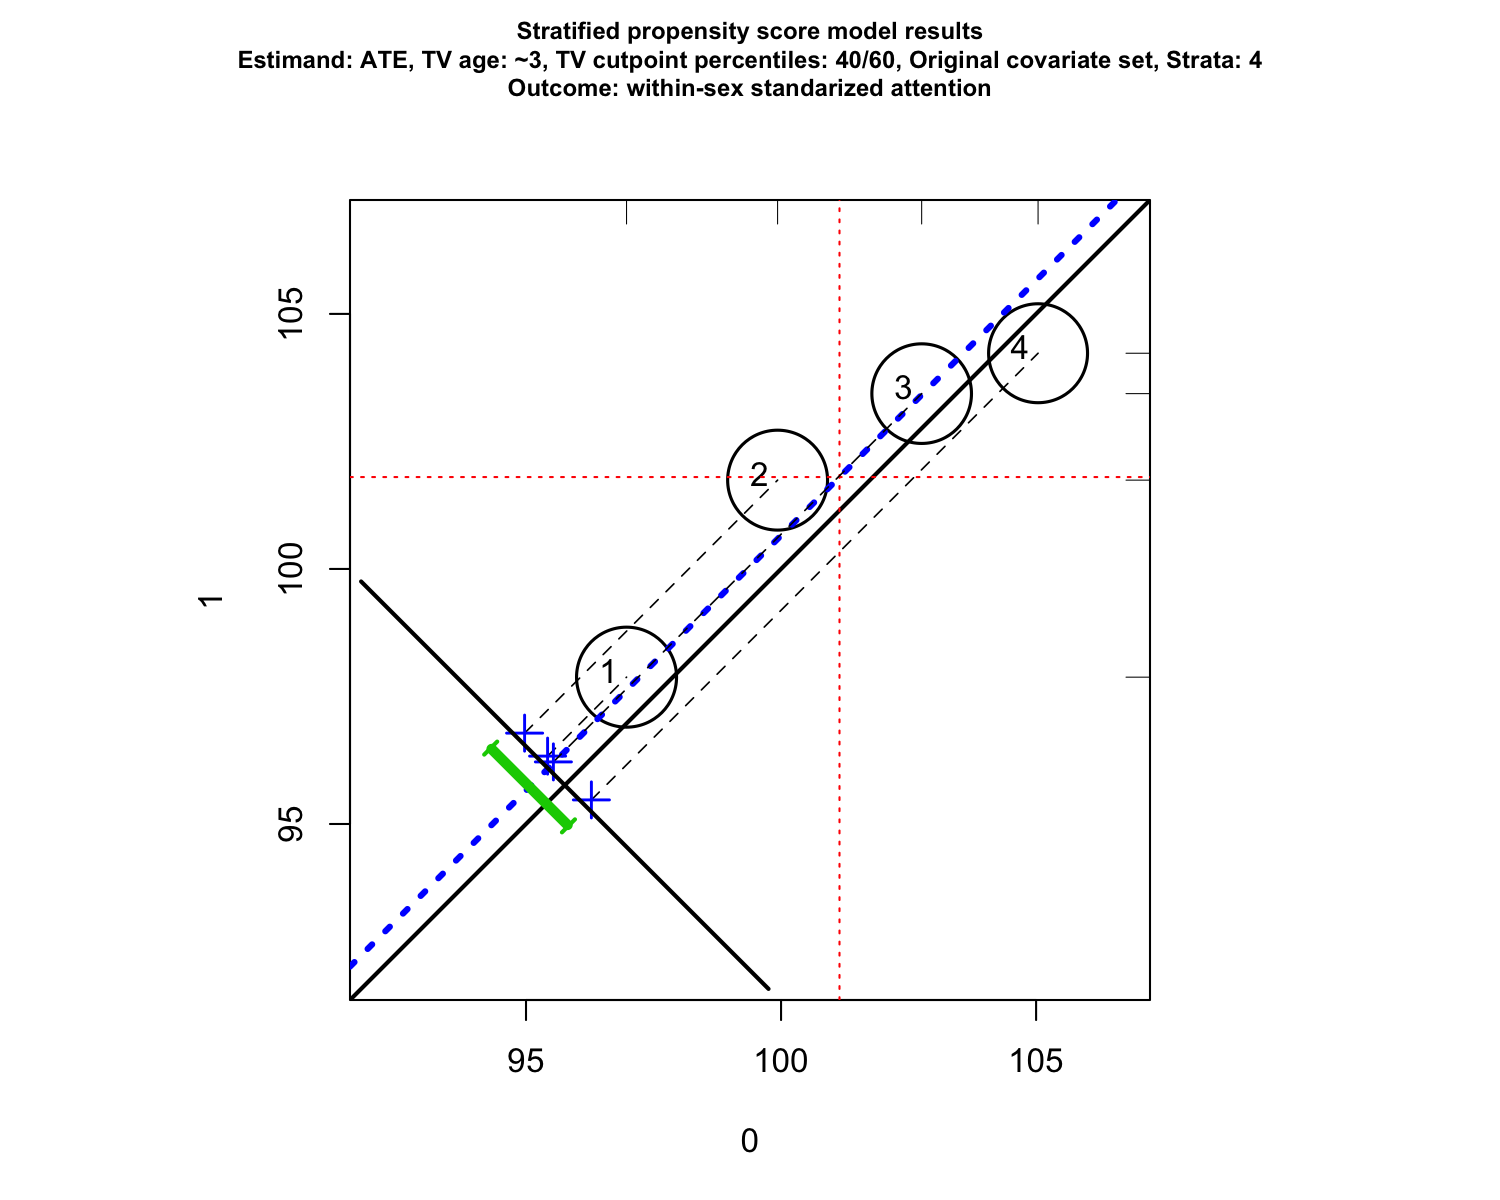 Stratified propensity score model results
Estimand: ATE, TV age: ~3, TV cutpoint percentiles: 40/60, Original covariate set, Strata: 4
Outcome: within-sex standarized attention
105
4
3
2
100
1
1
95
95 100 105
0